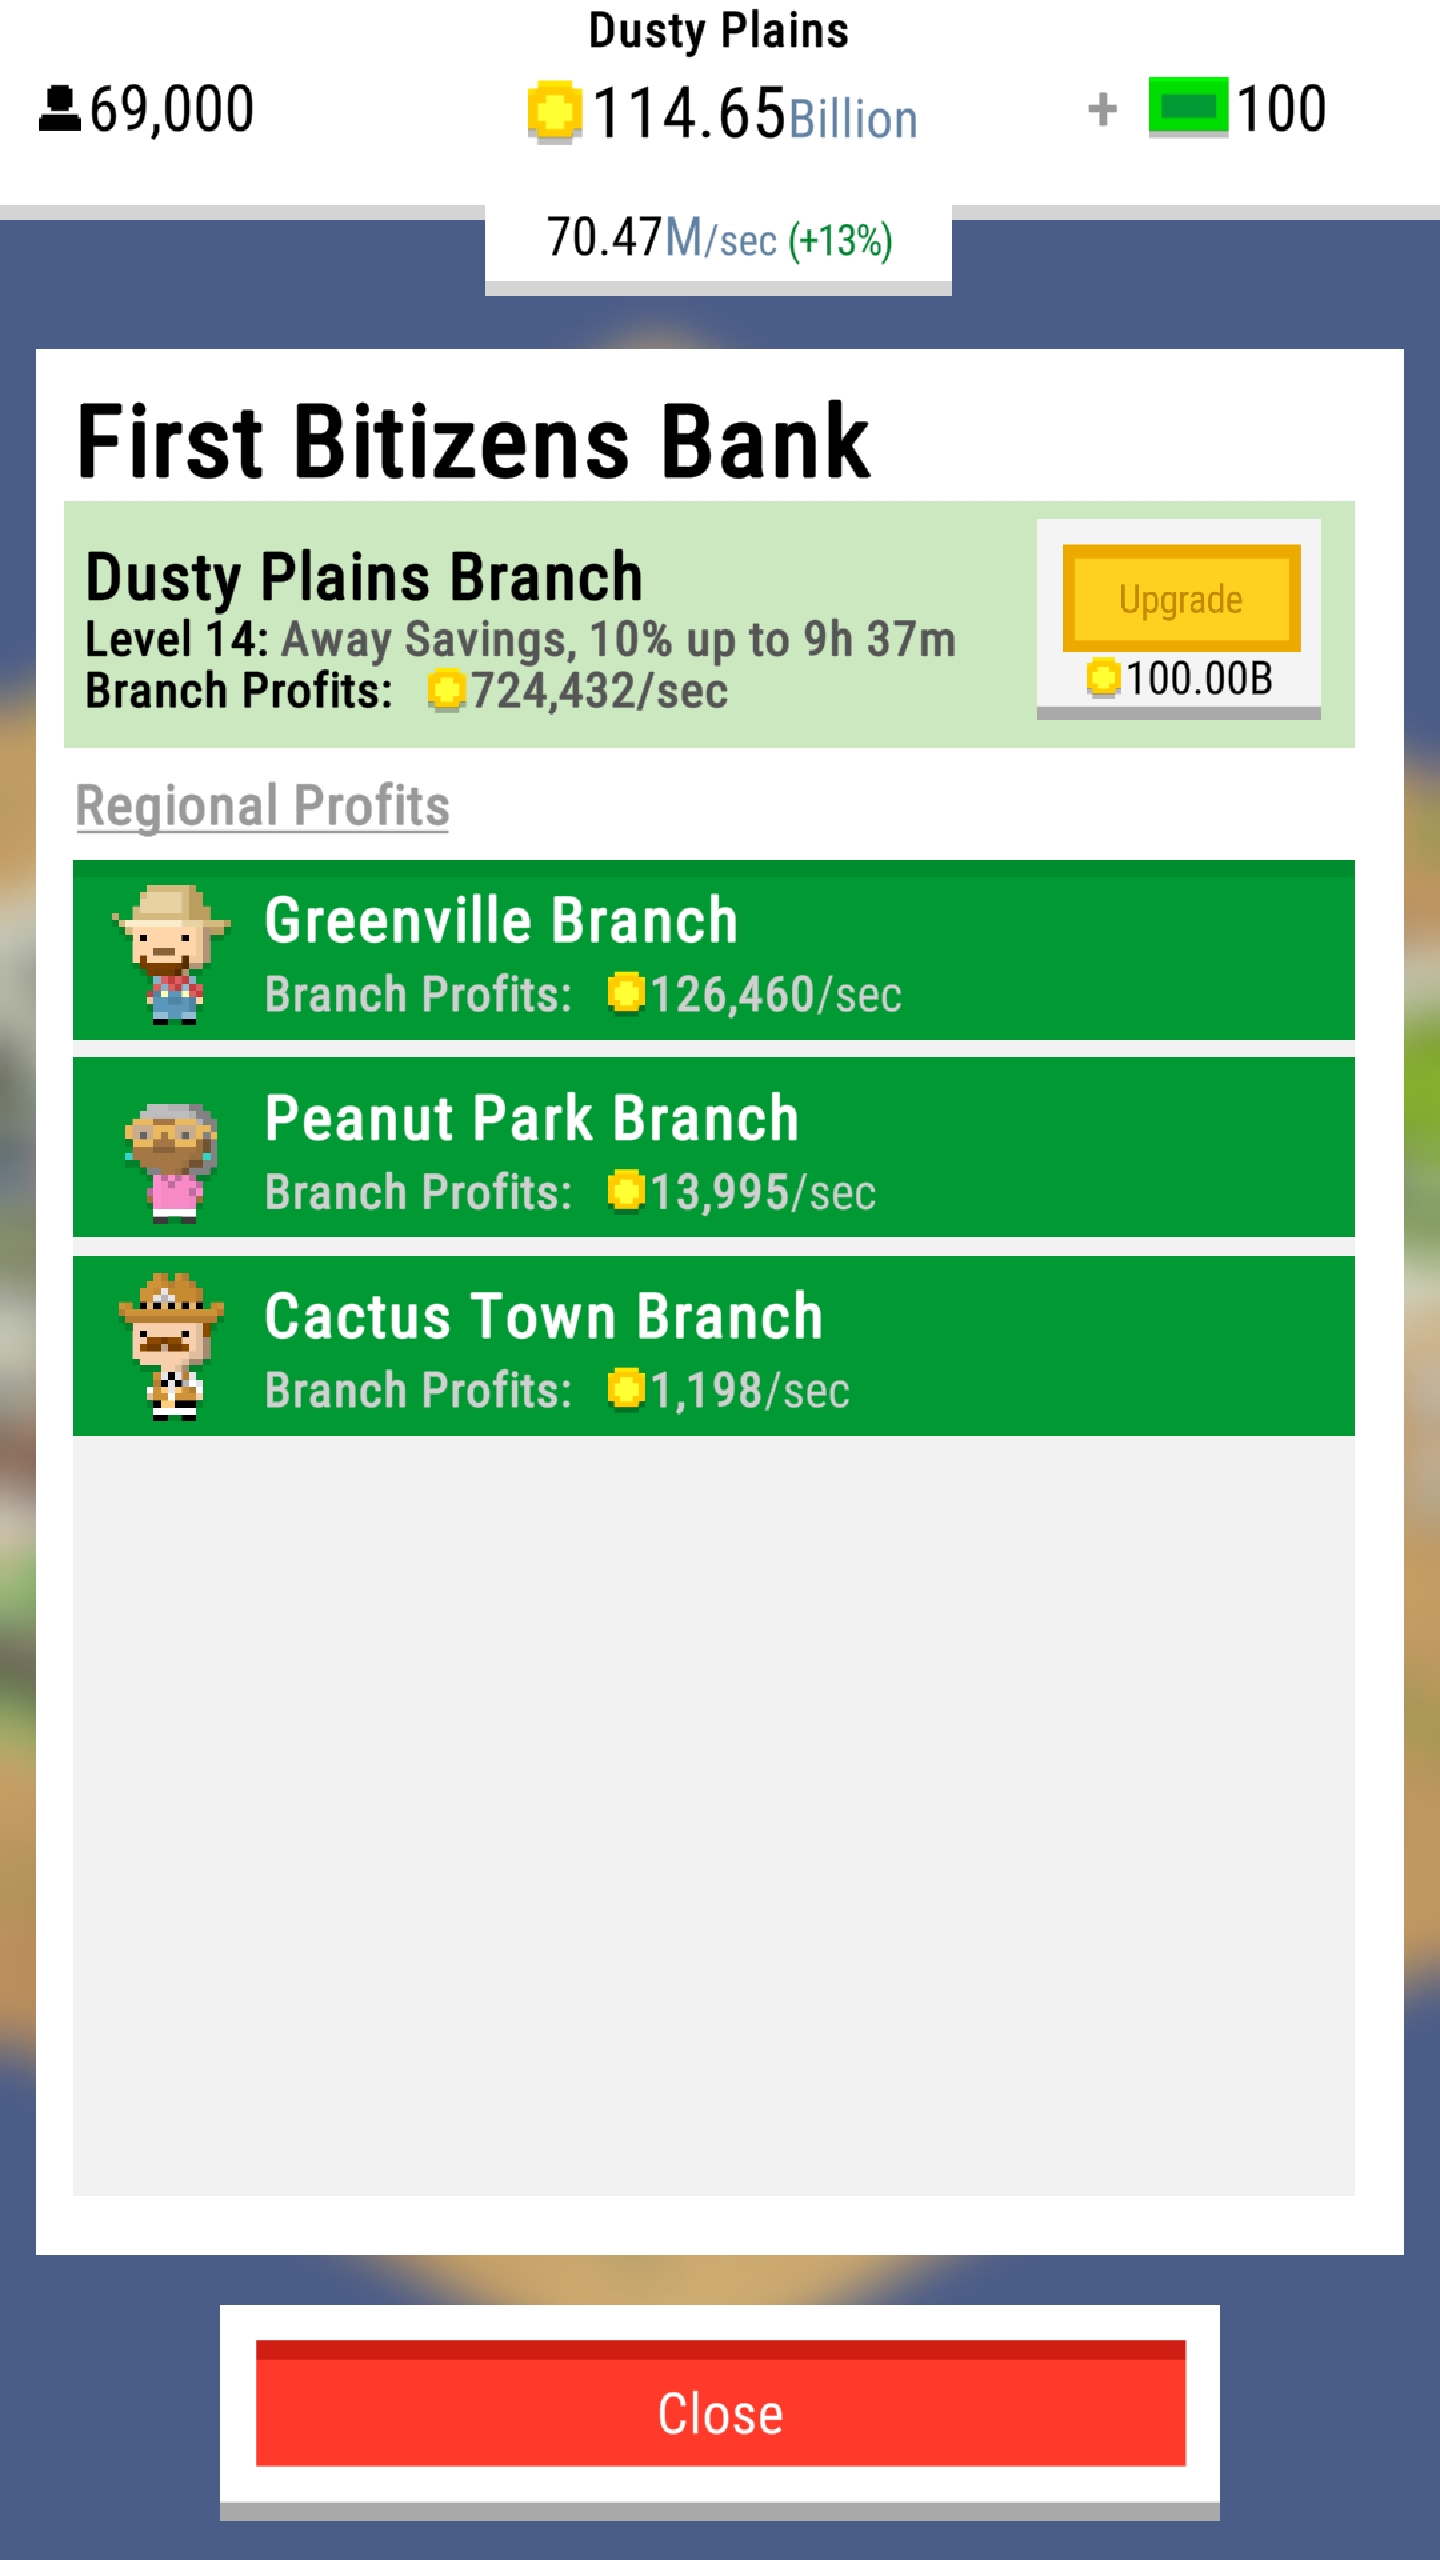 Dusty Plains
69,000
114.65Billion
+ 100
70.47M/sec (+13%)
First Bitizens Bank
Dusty Plains Branch
Level 14: Away Savings, 10% up to 9h 37m
Branch Profits: 724,432/sec
Upgrade
100.00B
Regional Profits
Greenville Branch
Branch Profits: 126,460/sec
Peanut Park Branch
Branch Profits: 13,995/sec
Cactus Town Branch
Branch Profits: 1,198/sec
Close